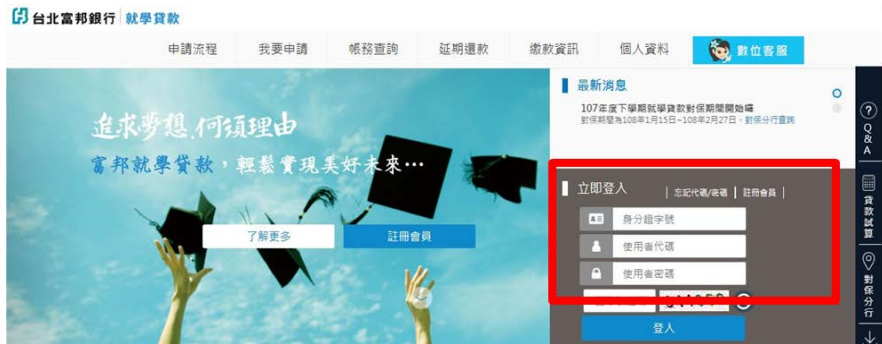 台北富邦銀行 就學貸款
申請流程 我要申請 帳務查詢 延期還款 繳款資訊 個人資料 數位客服
追求夢想,何須理由
富邦就學貸款,輕鬆實現美好未來…
了解更多 註冊會員
最新消息
107年度下學期就學貸款對保期間開始囉
對保期間為108年1月15日~108年2月27日,對保分行查詢
立即登入 | 忘記代碼/密碼 | 註冊會員 |
身分證字號
使用者代碼
使用者密碼
登入
Q&A
貸款試算
對保分行